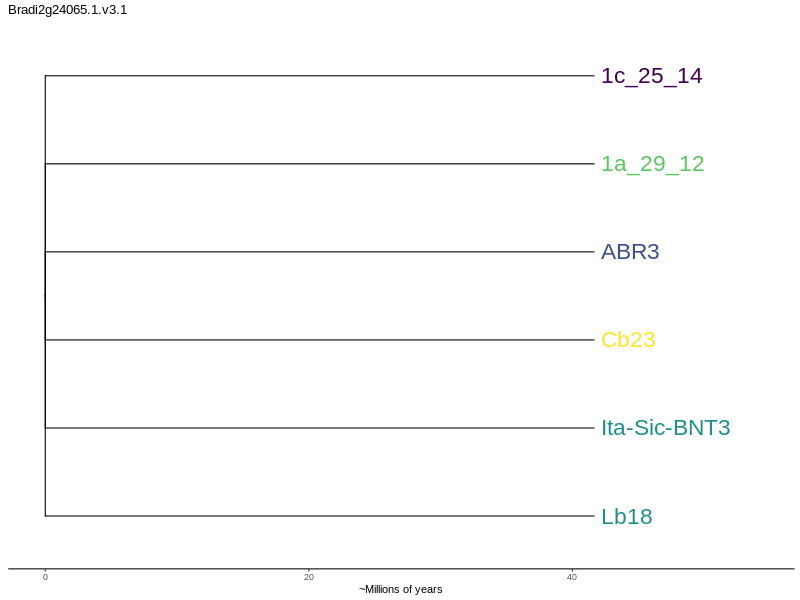 Bradi2g24065.1.v3.1
1c_25_14
1a_29_12
ABR3
Cb23
Ita-Sic-BNT3
Lb18
0 20 40
~Millions of years